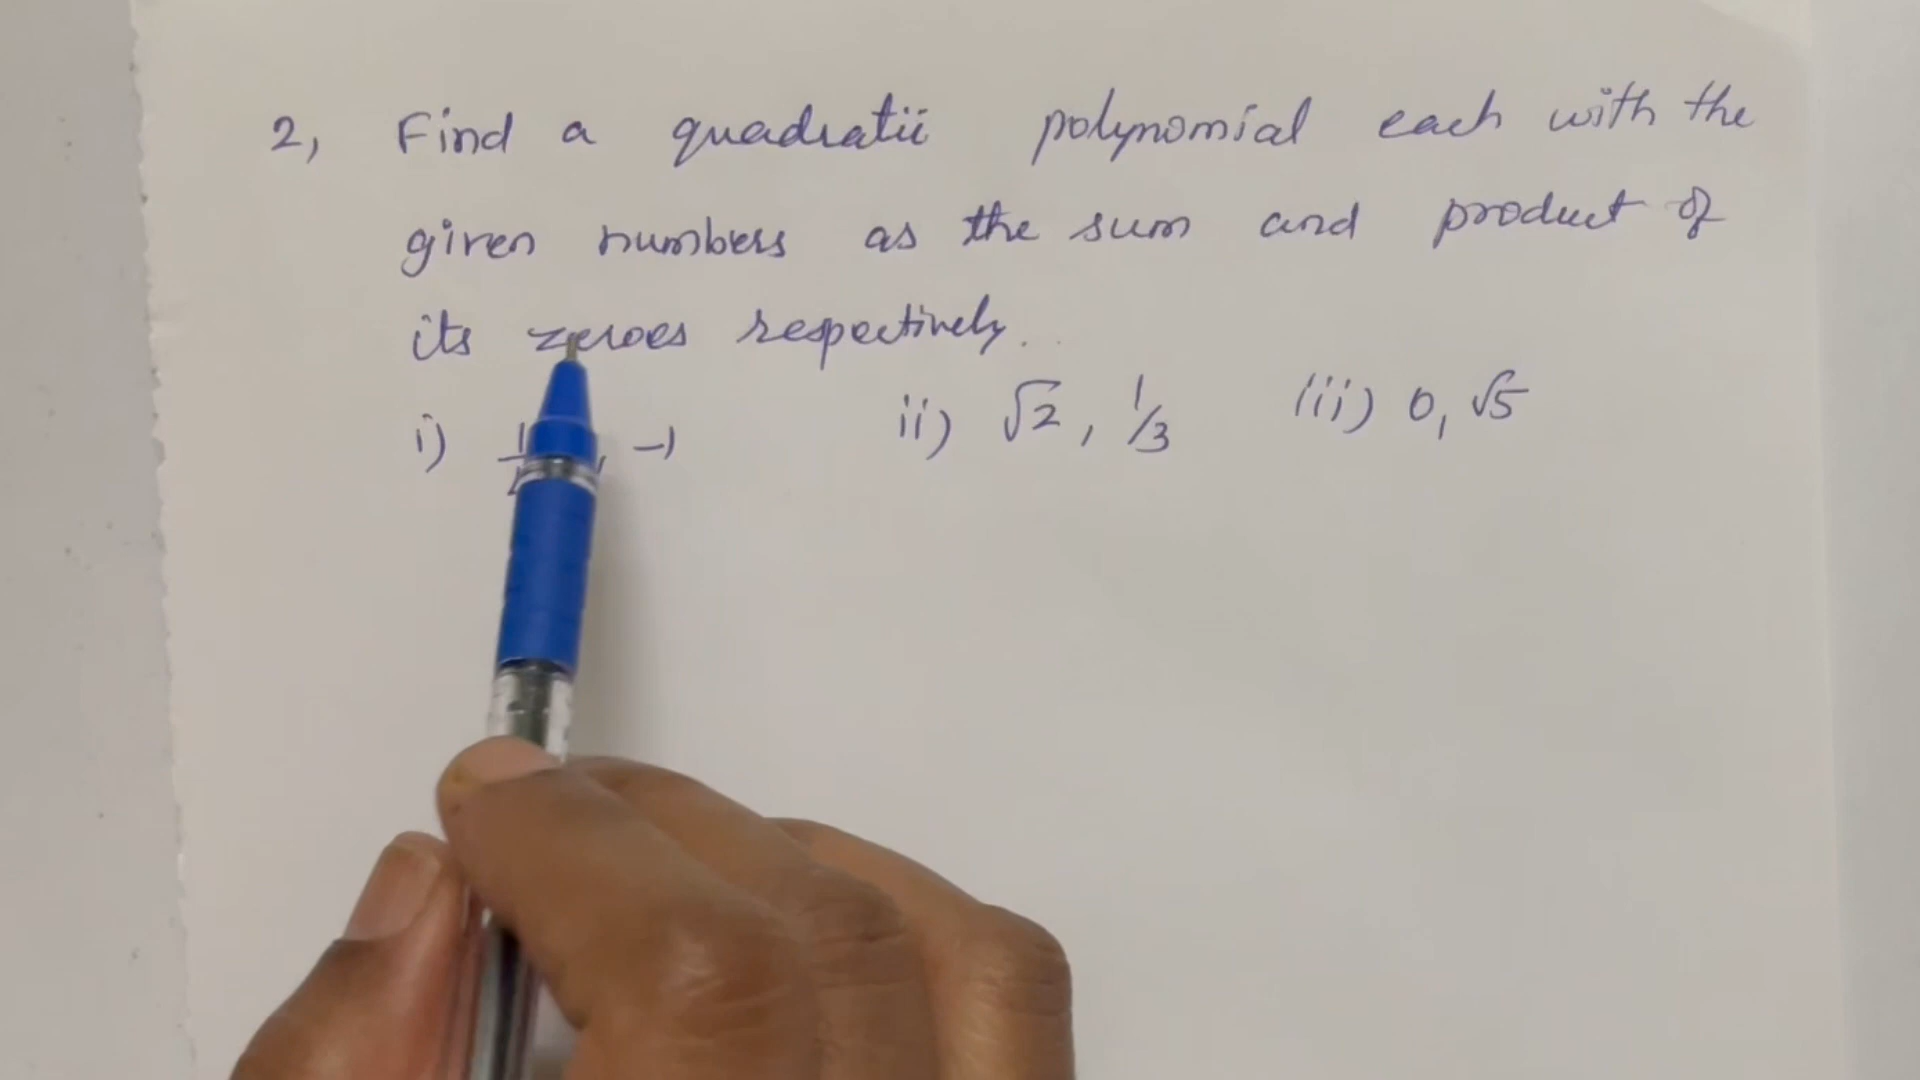 2, Find a quadratic polynomial each with the
given numbers as the sum and product of
its zeroes respectively.
i) , -1 ii) √2, 1/3 (iii) 0, √5